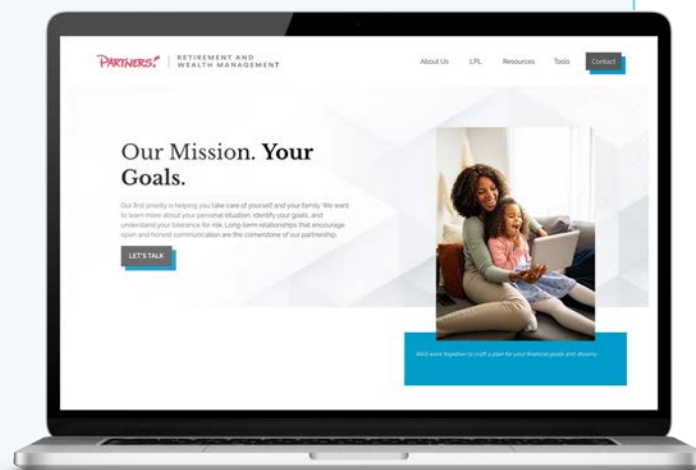 PARTNERS!
RETIREMENT AND
WEALTH MANAGEMENT
About Us LPL Resources Tools Contact
Our Mission. Your
Goals.
Our first priority is helping you take care of yourself and your family. We want
to learn more about your personal situation, identify your goals, and
understand your tolerance for risk. Long-term relationships that encourage
open and honest communication are the cornerstone of our partnership.
LET'S TALK
We'll work together to craft a plan for your financial goals and dreams.